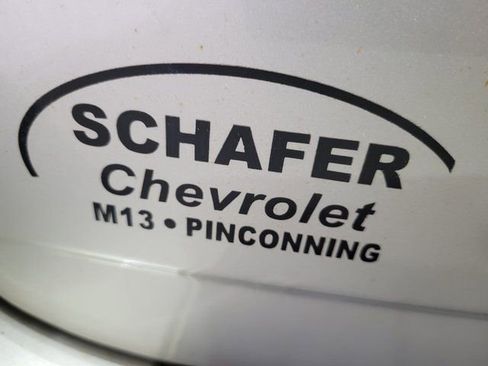 SCHAFER
Chevrolet
M13 • PINCONNING